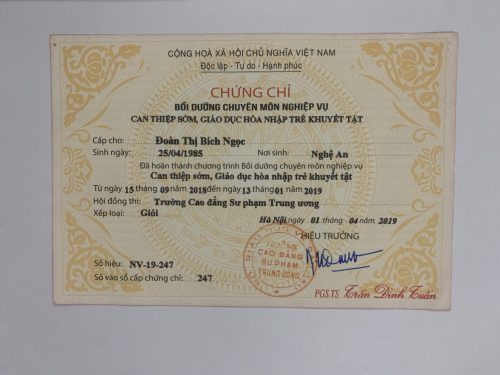 CỘNG HOÀ XÃ HỘI CHỦ NGHĨA VIỆT NAM
Độc lập - Tự do - Hạnh phúc
CHỨNG CHỈ
BỒI DƯỠNG CHUYÊN MÔN NGHIỆP VỤ
CAN THIỆP SỚM, GIÁO DỤC HÒA NHẬP TRẺ KHUYẾT TẬT
Cấp cho: Đoàn Thị Bích Ngọc
Sinh ngày: 25/04/1985 Nơi sinh: Nghệ An
Đã hoàn thành chương trình Bồi dưỡng chuyên môn nghiệp vụ
Can thiệp sớm, Giáo dục hòa nhập trẻ khuyết tật
Từ ngày 15 tháng 09 năm 2018 đến ngày 13 tháng 01 năm 2019
Hội đồng thi: Trường Cao đẳng Sư phạm Trung ương
Xếp loại: Giỏi
Hà Nội ngày 01 tháng 04 năm 2019
HIỆU TRƯỞNG
TRƯỜNG
CAO ĐẲNG
SƯ PHẠM
TRUNG ƯƠNG
Số hiệu: NV-19-247
Số vào sổ cấp chứng chỉ: 247
PGS.TS Trần Đình Tuấn